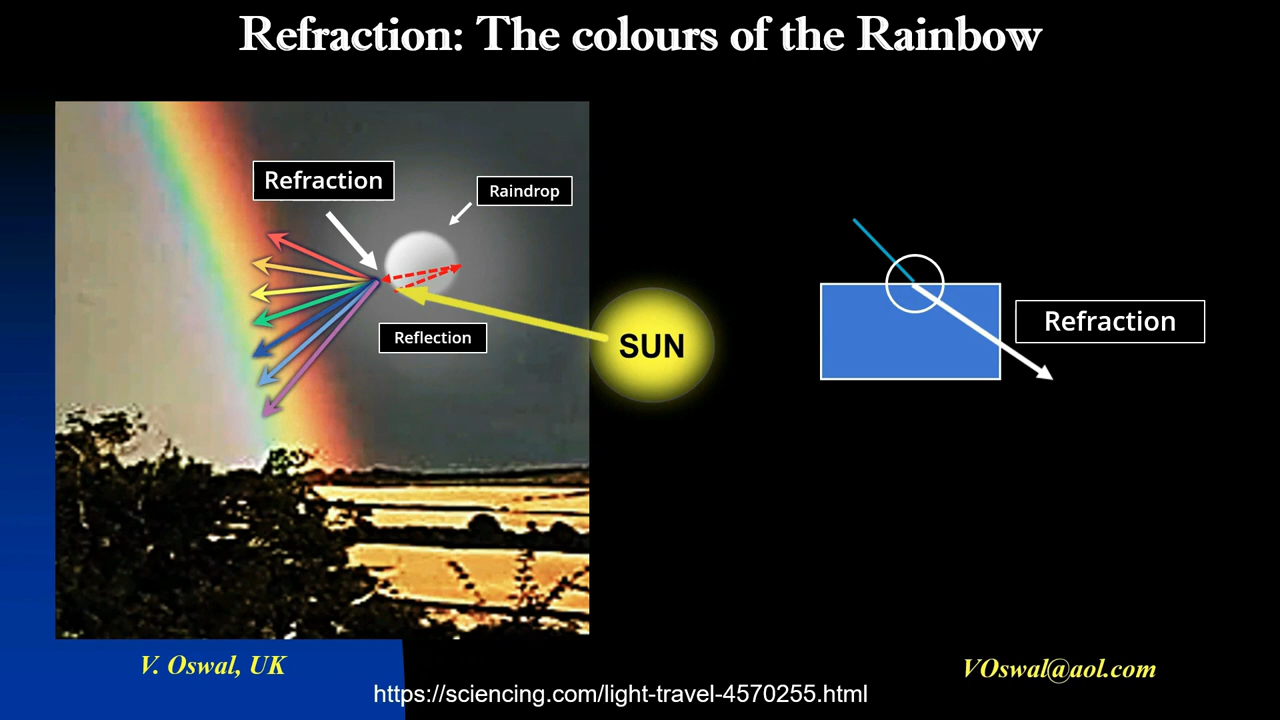 Refraction: The colours of the Rainbow
Refraction
Raindrop
Reflection
SUN
Refraction
V. Oswal, UK
VOswal@aol.com
https://sciencing.com/light-travel-4570255.html